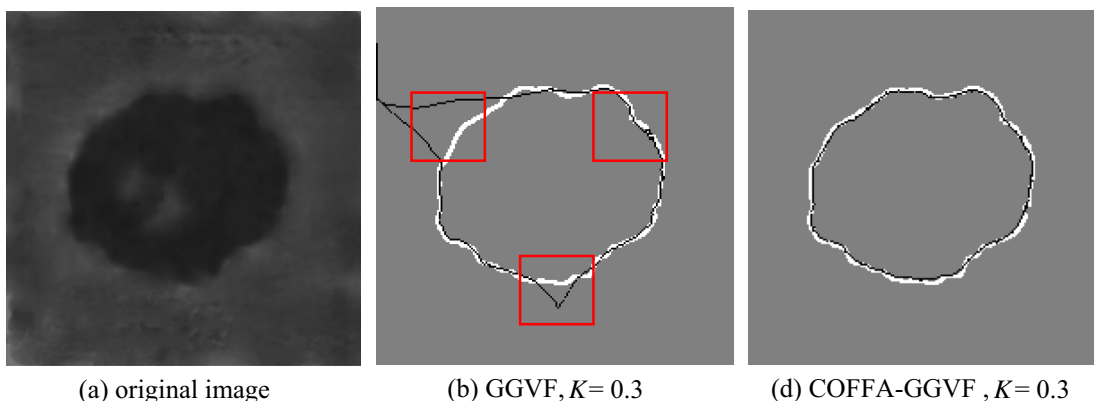 (a) original image
(b) GGVF, K= 0.3
(d) COFFA-GGVF , K= 0.3